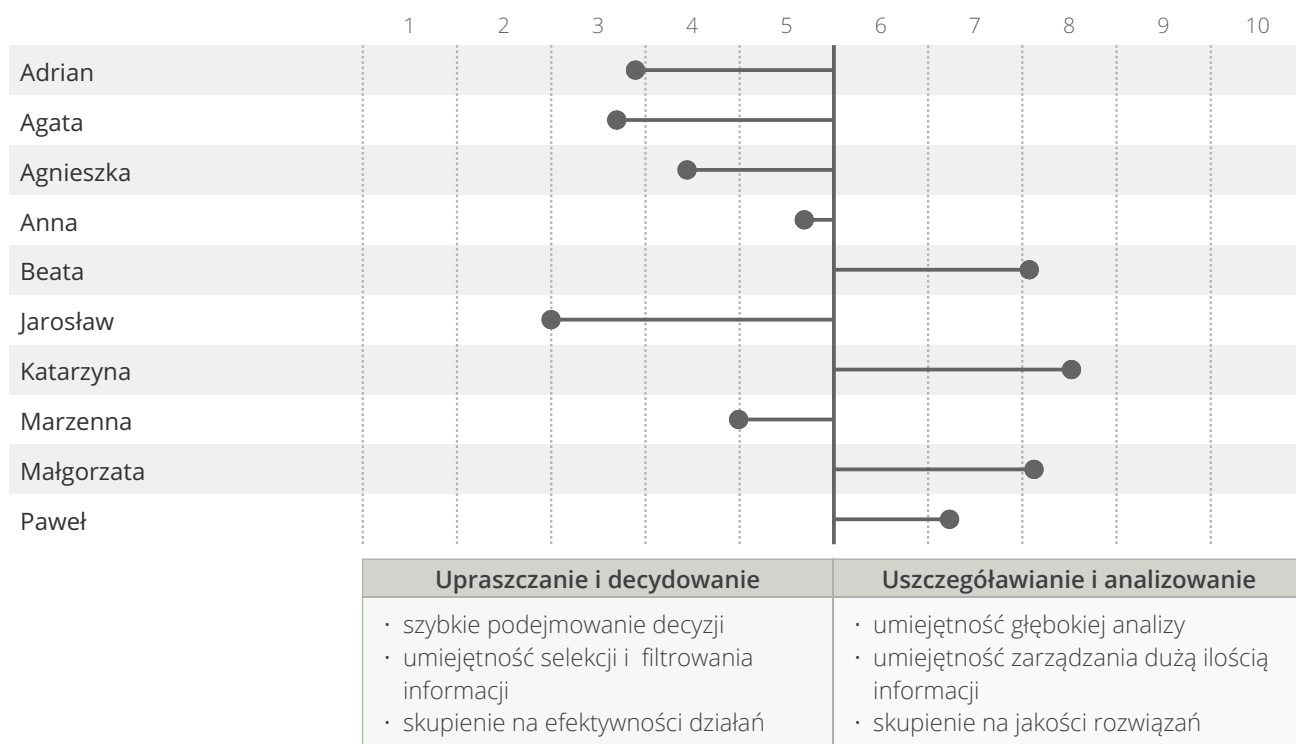 1 2 3 4 5 6 7 8 9 10
Adrian
Agata
Agnieszka
Anna
Beata
Jarosław
Katarzyna
Marzenna
Małgorzata
Paweł
Upraszczanie i decydowanie
· szybkie podejmowanie decyzji
· umiejętność selekcji i filtrowania
informacji
· skupienie na efektywności działań
Uszczegóławianie i analizowanie
· umiejętność głębokiej analizy
· umiejętność zarządzania dużą ilością
informacji
· skupienie na jakości rozwiązań